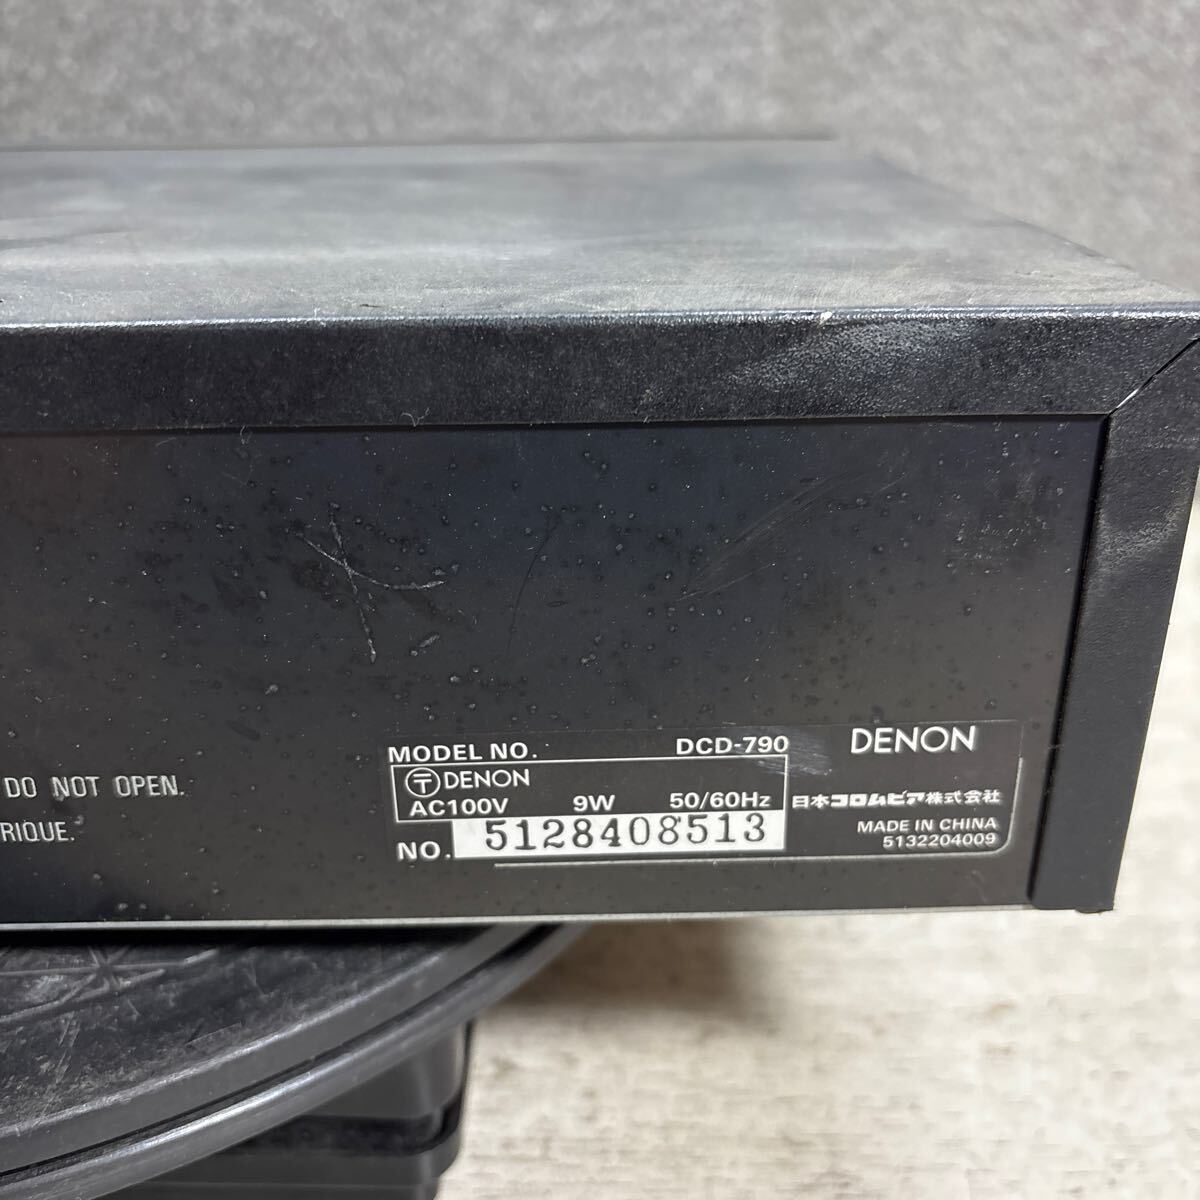 DO NOT OPEN.
RIQUE.
MODEL NO. DCD-790 DENON
〒 DENON
AC100V 9W 50/60Hz 日本コロムビア株式会社
NO. 5128408513 MADE IN CHINA
5132204009